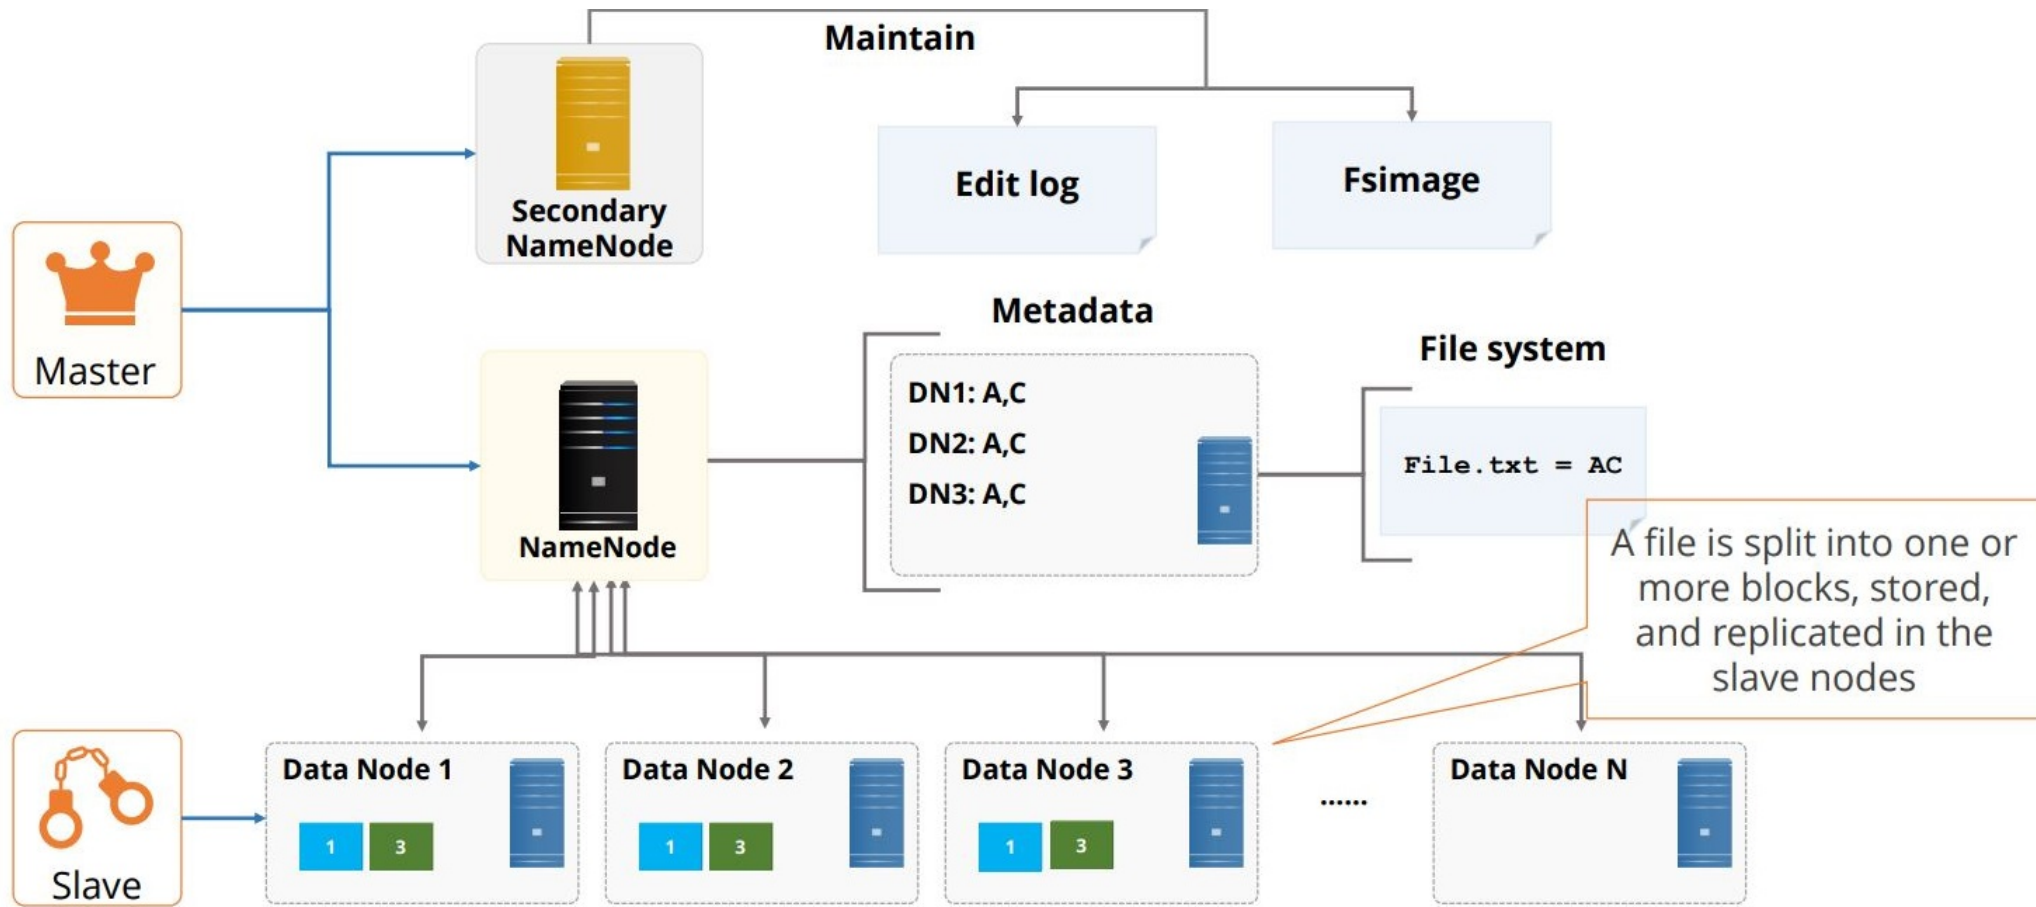 Maintain
Secondary
NameNode
Edit log
Fsimage
Master
Metadata
File system
DN1: A,C
DN2: A,C
DN3: A,C
File.txt = AC
NameNode
A file is split into one or
more blocks, stored,
and replicated in the
slave nodes
Slave
Data Node 1
1 3
Data Node 2
1 3
Data Node 3
1 3
......
Data Node N